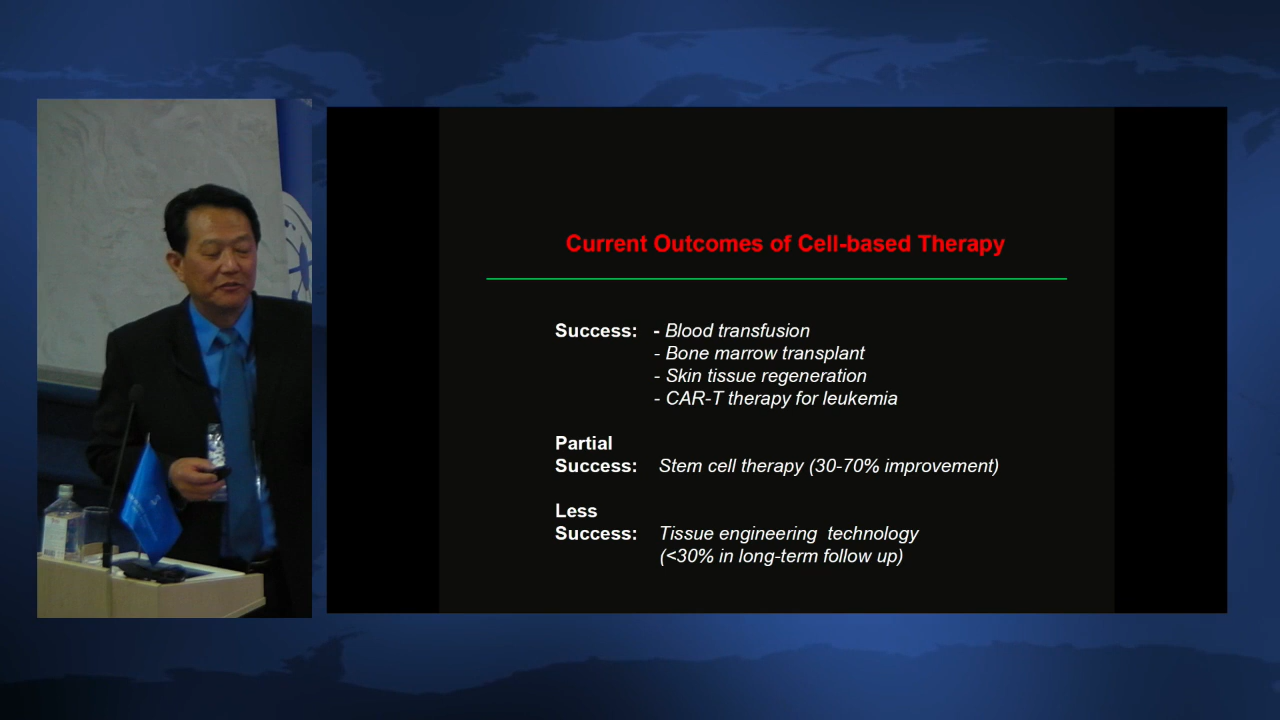 Current Outcomes of Cell-based Therapy
Success: - Blood transfusion
- Bone marrow transplant
- Skin tissue regeneration
- CAR-T therapy for leukemia
Partial
Success: Stem cell therapy (30-70% improvement)
Less
Success: Tissue engineering technology
(<30% in long-term follow up)